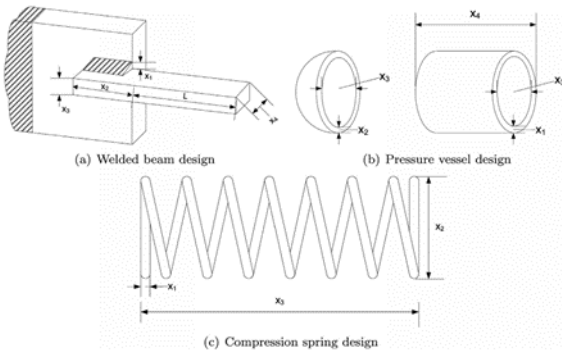 X₁
X₂
L
X₃
X₄
(a) Welded beam design
X₄
X₃
X₂
X₁
(b) Pressure vessel design
X₂
X₁
X₃
(c) Compression spring design